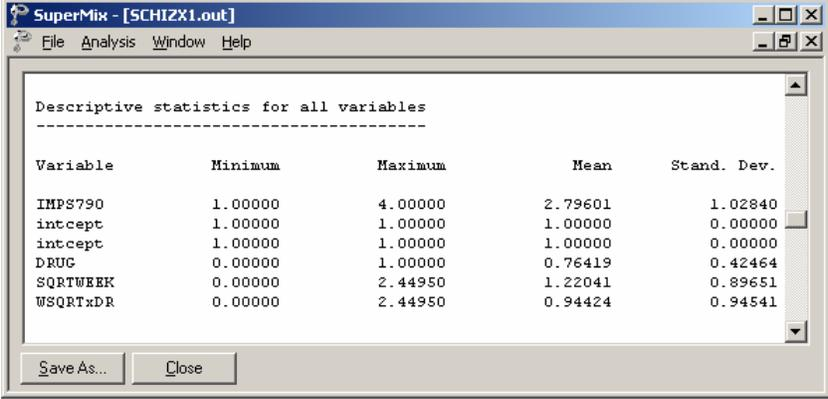 SuperMix - [SCHIZX1.out]
File Analysis Window Help
Descriptive statistics for all variables
----------------------------------------
Variable Minimum Maximum Mean Stand. Dev.
IMPS790 1.00000 4.00000 2.79601 1.02840
intcept 1.00000 1.00000 1.00000 0.00000
intcept 1.00000 1.00000 1.00000 0.00000
DRUG 0.00000 1.00000 0.76419 0.42464
SQRTWEEK 0.00000 2.44950 1.22041 0.89651
WSQRTxDR 0.00000 2.44950 0.94424 0.94541
Save As... Close